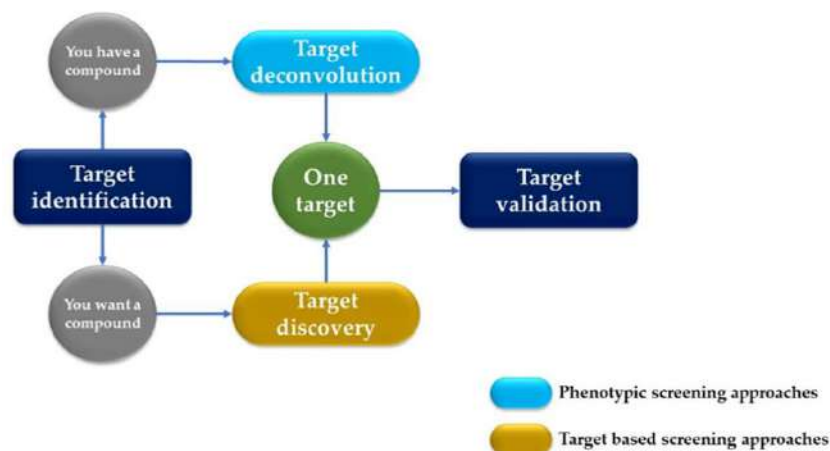 You have a
compound
Target
deconvolution
Target
identification
One
target
Target
validation
You want a
compound
Target
discovery
Phenotypic screening approaches
Target based screening approaches